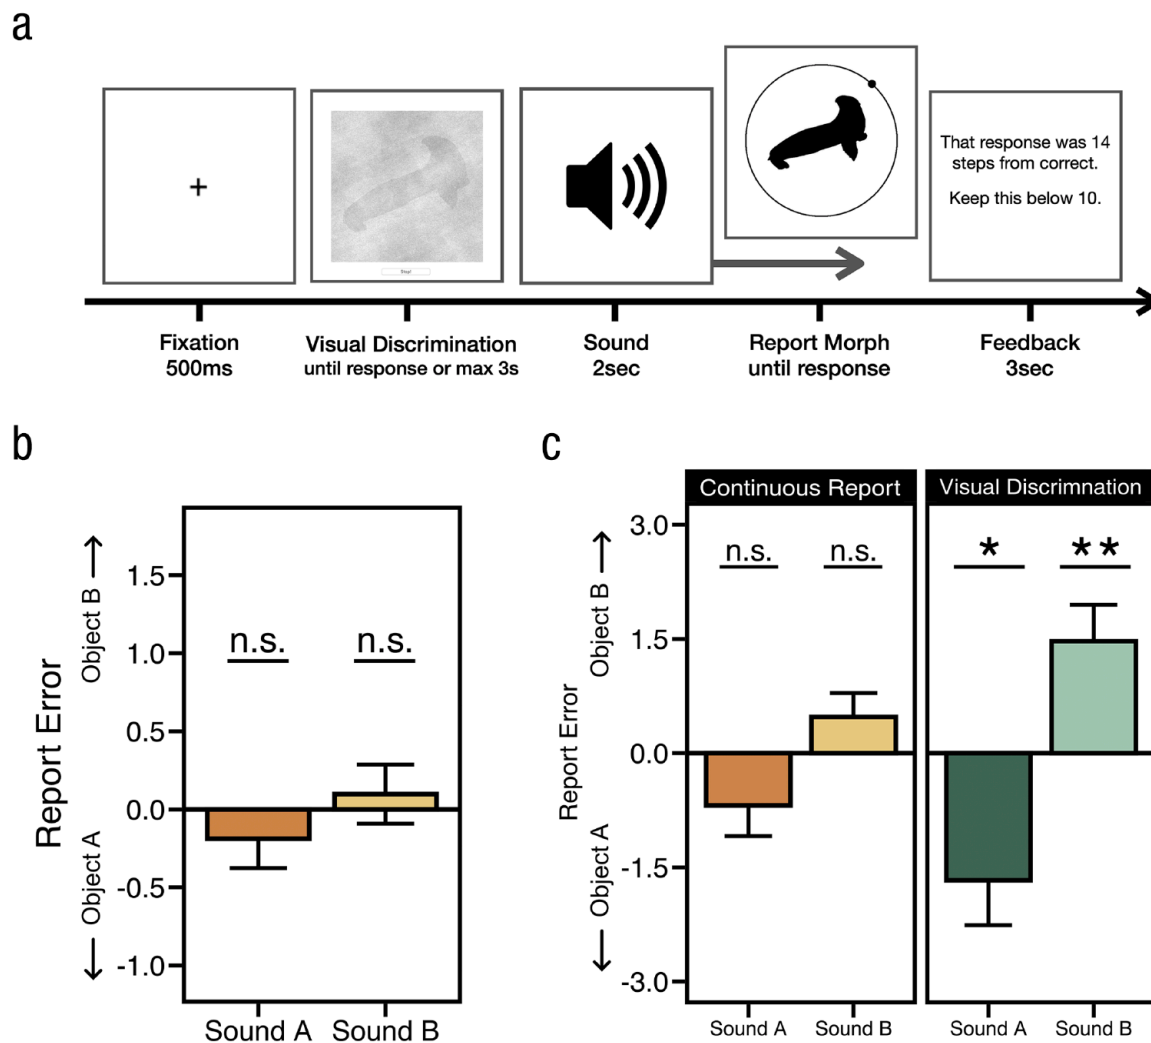 a
+
Stop!
That response was 14
steps from correct.
Keep this below 10.
Fixation
500ms
Visual Discrimination
until response or max 3s
Sound
2sec
Report Morph
until response
Feedback
3sec
b
Report Error
← Object A
Object B →
1.5
1.0
0.5
0.0
-0.5
-1.0
n.s.
n.s.
Sound A
Sound B
c
Continuous Report
Visual Discrimnation
Report Error
← Object A
Object B →
3.0
1.5
0.0
-1.5
-3.0
n.s.
n.s.
*
**
Sound A
Sound B
Sound A
Sound B